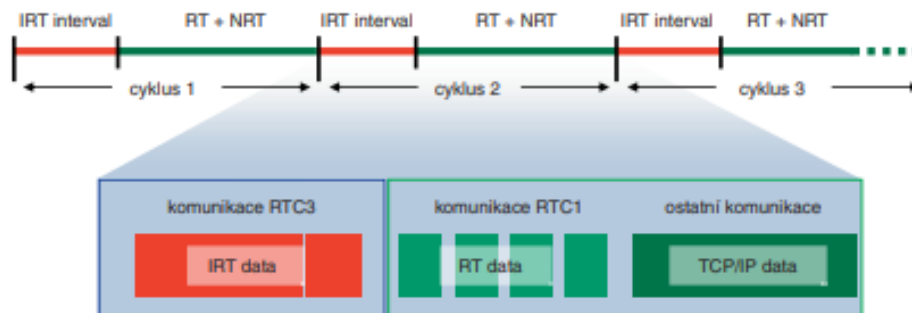 IRT interval RT + NRT IRT interval RT + NRT IRT interval RT + NRT
cyklus 1 cyklus 2 cyklus 3
komunikace RTC3 komunikace RTC1 ostatní komunikace
IRT data RT data TCP/IP data